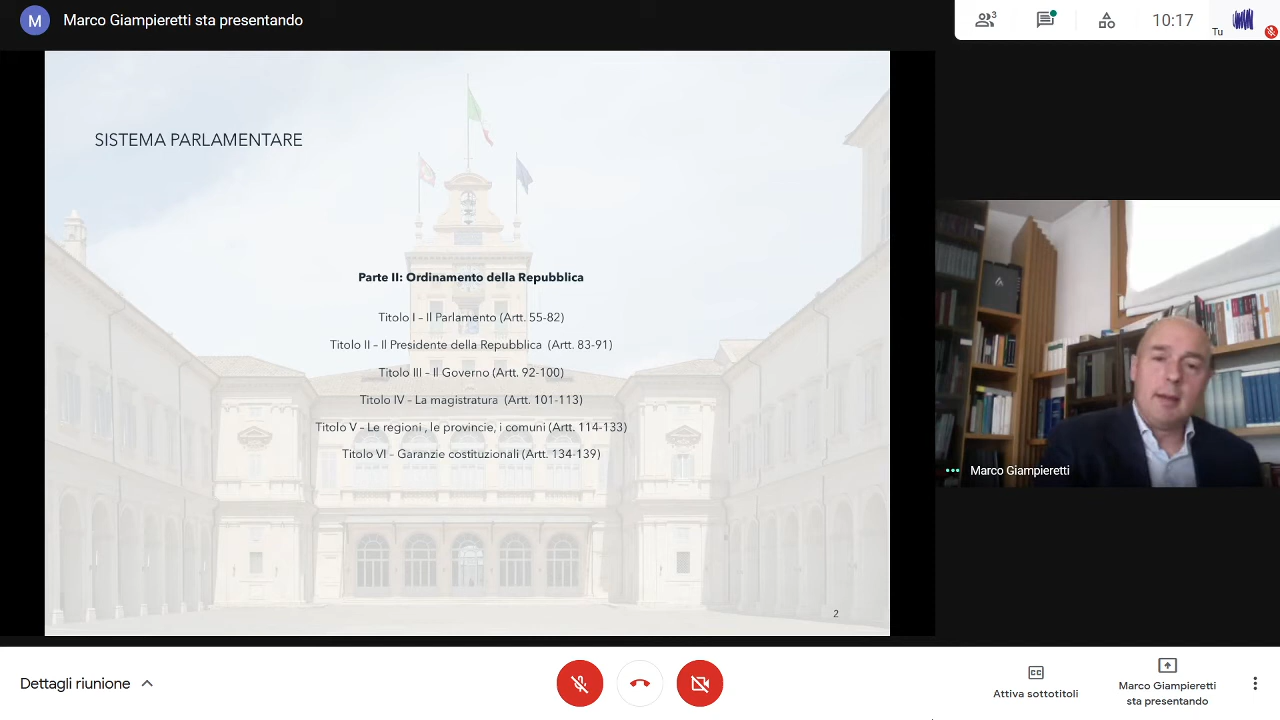 M
Marco Giampieretti sta presentando
3
10:17
Tu
SISTEMA PARLAMENTARE
Parte II: Ordinamento della Repubblica
Titolo I – Il Parlamento (Artt. 55-82)
Titolo II – Il Presidente della Repubblica (Artt. 83-91)
Titolo III – Il Governo (Artt. 92-100)
Titolo IV – La magistratura (Artt. 101-113)
Titolo V – Le regioni , le provincie, i comuni (Artt. 114-133)
Titolo VI – Garanzie costituzionali (Artt. 134-139)
2
Marco Giampieretti
Dettagli riunione
CC
Attiva sottotitoli
Marco Giampieretti
sta presentando